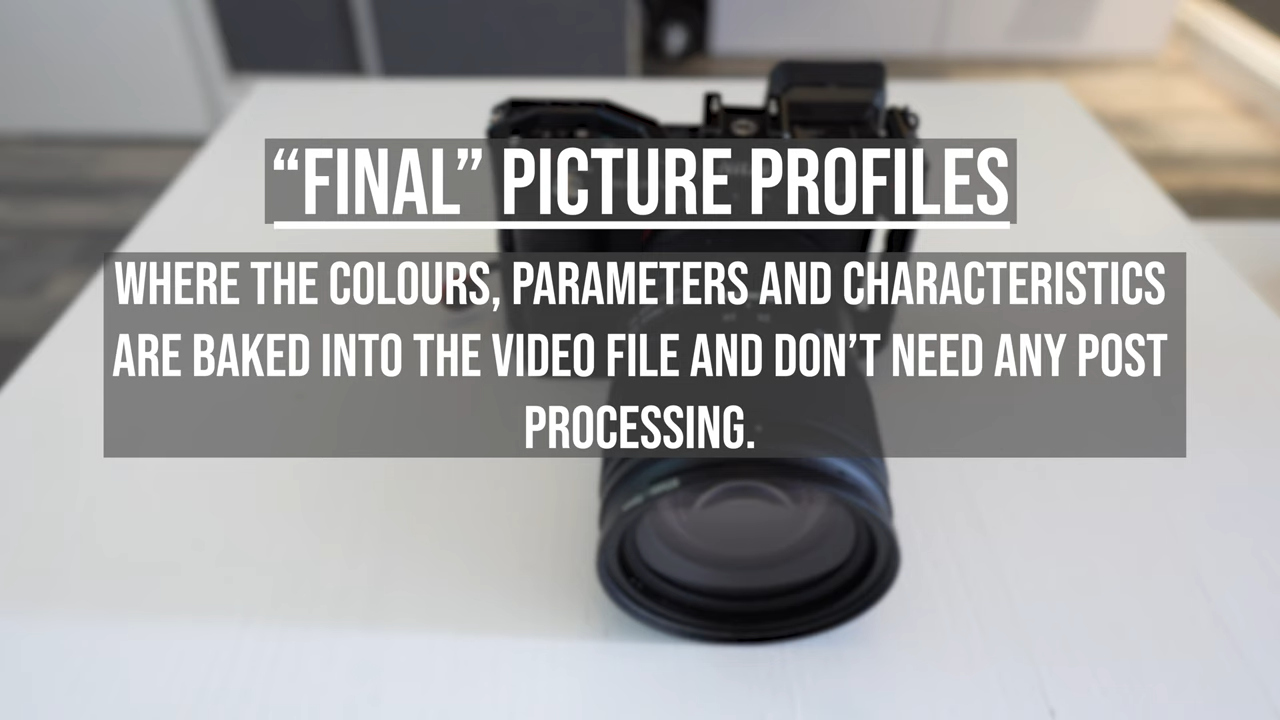 “FINAL” PICTURE PROFILES
WHERE THE COLOURS, PARAMETERS AND CHARACTERISTICS
ARE BAKED INTO THE VIDEO FILE AND DON’T NEED ANY POST
PROCESSING.